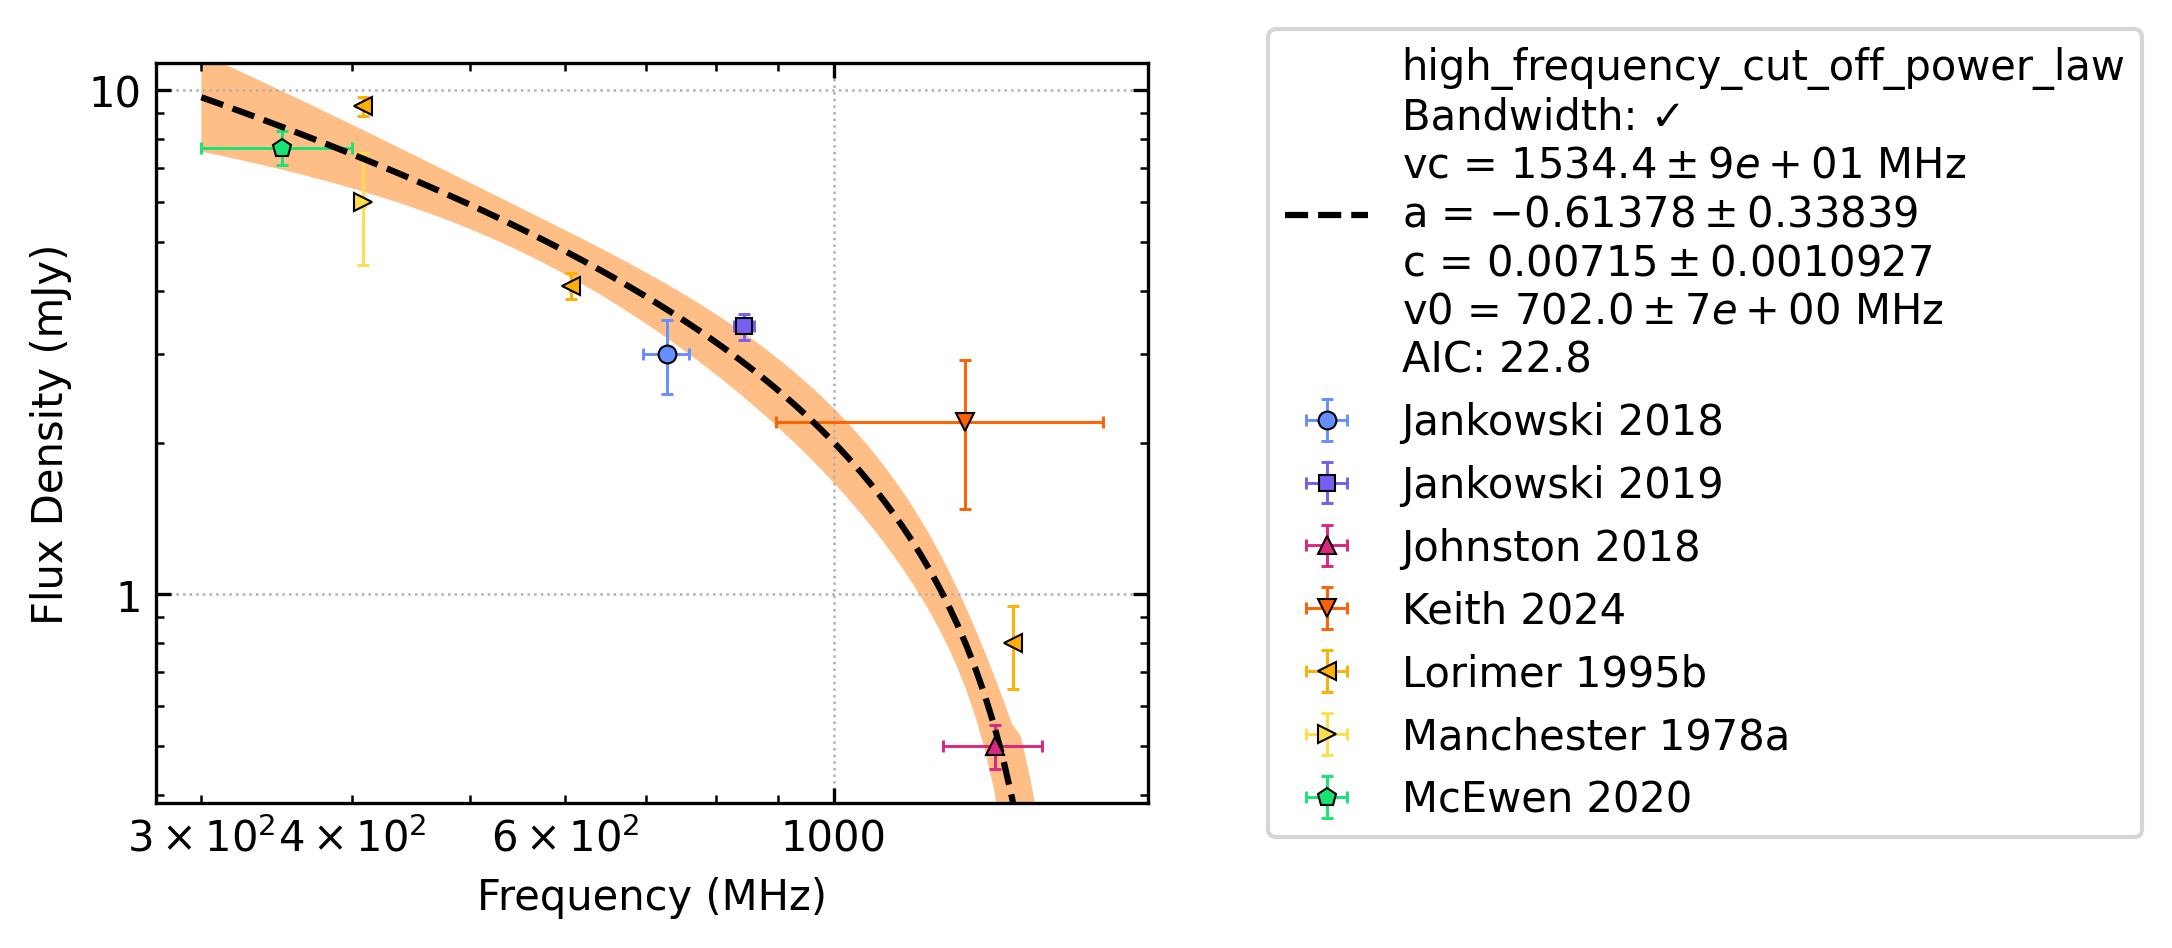 10
1
Flux Density (mJy)
3 × 10² 4 × 10² 6 × 10² 1000
Frequency (MHz)
high_frequency_cut_off_power_law
Bandwidth: ✓
vc = 1534.4 ± 9e + 01 MHz
a = −0.61378 ± 0.33839
c = 0.00715 ± 0.0010927
v0 = 702.0 ± 7e + 00 MHz
AIC: 22.8
Jankowski 2018
Jankowski 2019
Johnston 2018
Keith 2024
Lorimer 1995b
Manchester 1978a
McEwen 2020